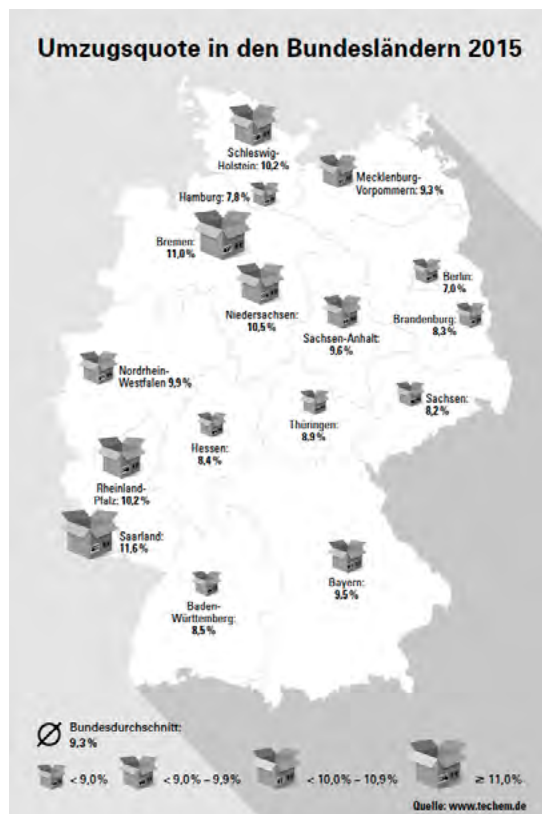 Umzugsquote in den Bundesländern 2015
Schleswig-
Holstein: 10,2 %
Mecklenburg-
Vorpommern: 9,3 %
Hamburg: 7,8 %
Bremen:
11,0 %
Berlin:
7,0 %
Niedersachsen:
10,5 %
Brandenburg:
8,3 %
Sachsen-Anhalt:
9,6 %
Nordrhein-
Westfalen 9,9 %
Sachsen:
8,2 %
Thüringen:
8,9 %
Hessen:
8,4 %
Rheinland-
Pfalz: 10,2 %
Saarland:
11,6 %
Bayern:
9,5 %
Baden-
Württemberg:
8,5 %
Bundesdurchschnitt:
9,3 %
< 9,0% < 9,0% – 9,9% < 10,0% – 10,9% ≥ 11,0%
Quelle: www.techem.de